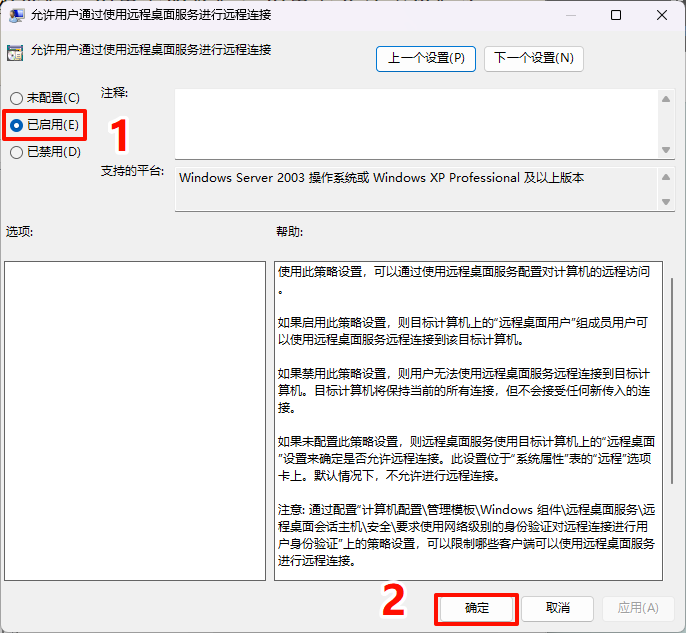 允许用户通过使用远程桌面服务进行远程连接
允许用户通过使用远程桌面服务进行远程连接
上一个设置(P)
下一个设置(N)
未配置(C)
已启用(E)
已禁用(D)
1
注释:
支持的平台:
Windows Server 2003 操作系统或 Windows XP Professional 及以上版本
选项:
帮助:
使用此策略设置，可以通过使用远程桌面服务配置对计算机的远程访问
。
如果启用此策略设置，则目标计算机上的“远程桌面用户”组成员用户可
以使用远程桌面服务远程连接到该目标计算机。
如果禁用此策略设置，则用户无法使用远程桌面服务远程连接到目标计
算机。目标计算机将保持当前的所有连接，但不会接受任何新传入的连
接。
如果未配置此策略设置，则远程桌面服务使用目标计算机上的“远程桌面
”设置来确定是否允许远程连接。此设置位于“系统属性”表的“远程”选项
卡上。默认情况下，不允许进行远程连接。
注意: 通过配置“计算机配置\管理模板\Windows 组件\远程桌面服务\远
程桌面会话主机\安全\要求使用网络级别的身份验证对远程连接进行用
户身份验证”上的策略设置，可以限制哪些客户端可以使用远程桌面服务
进行远程连接。
2
确定
取消
应用(A)